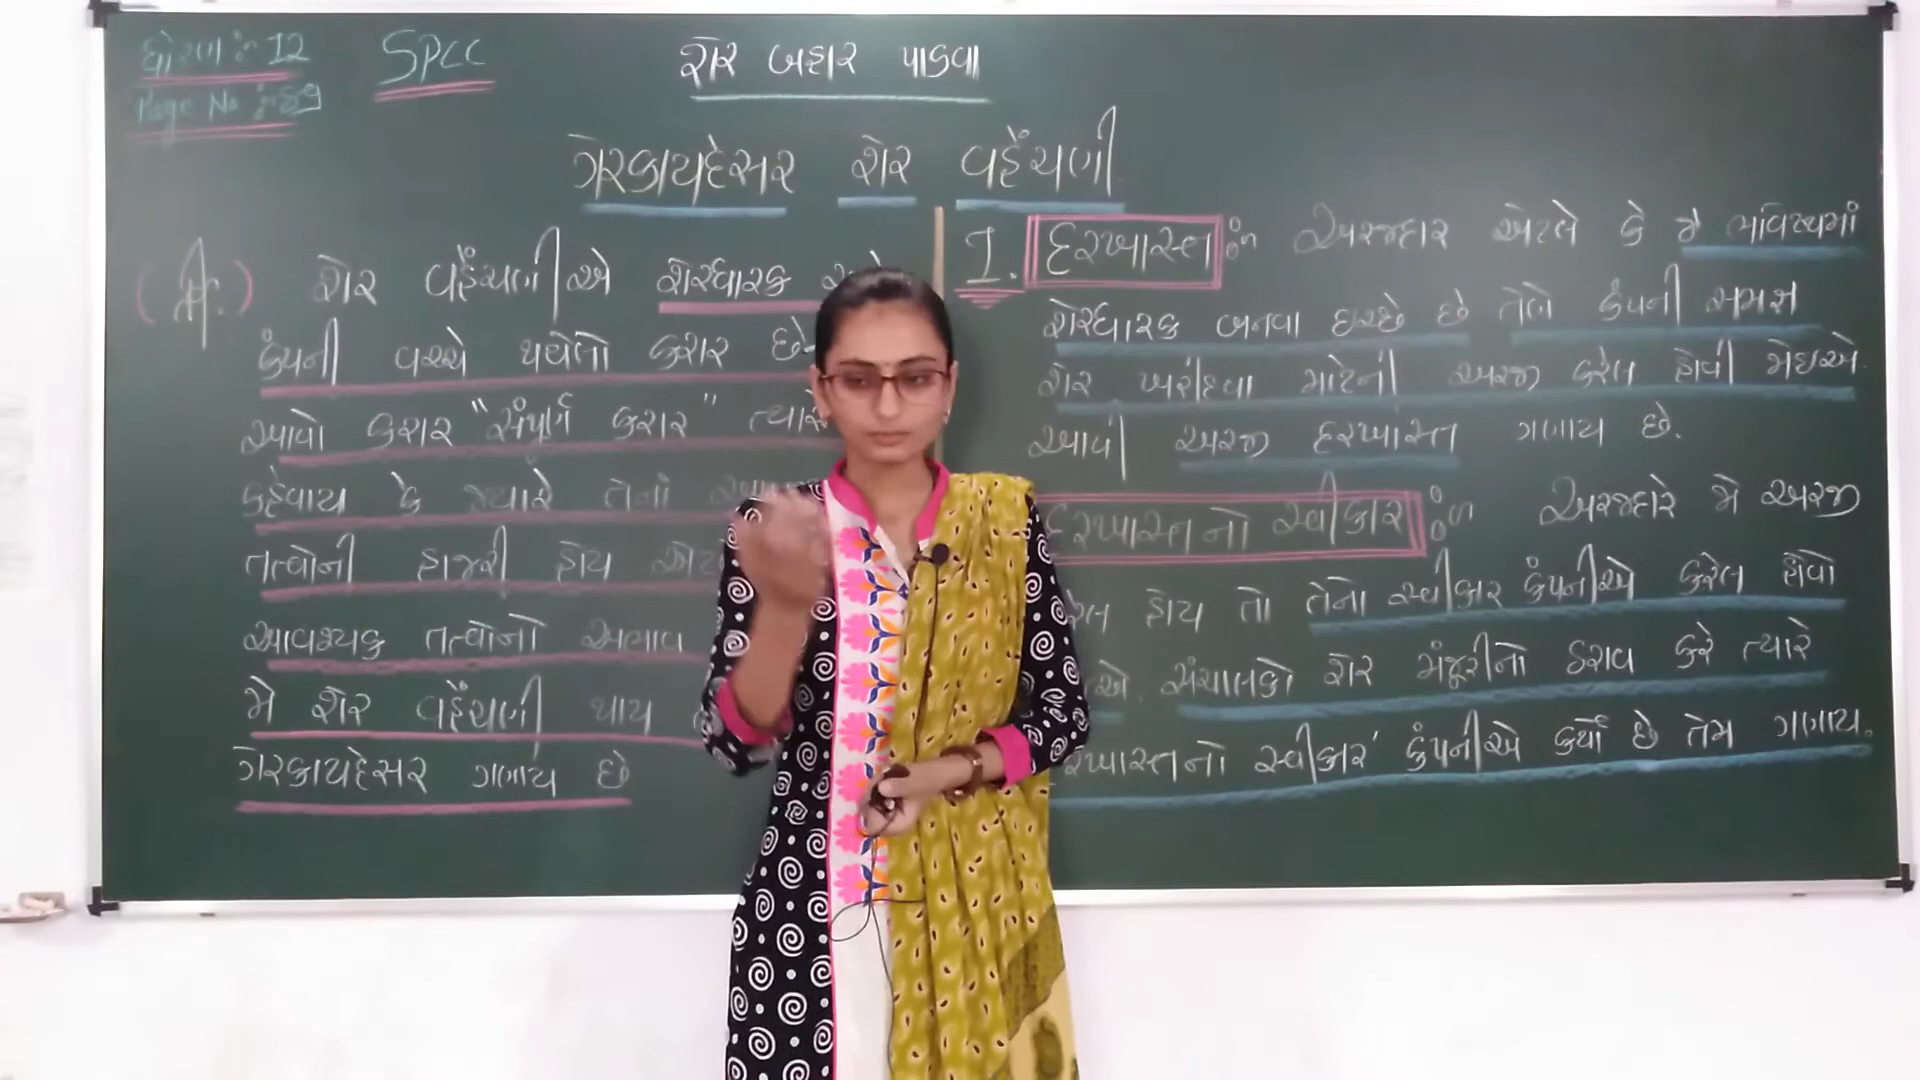 ધોરણ :- 12
Page No :- 89
SPCC
શેર બહાર પાડવા
ગેરકાયદેસર શેર વહેંચણી
શેર વહેંચણી એ શેરધારક અને
કંપની વચ્ચે થયેલો કરાર છે.
આવો કરાર "સંપૂર્ણ કરાર" ત્યારે
કહેવાય કે જ્યારે તેનાં
તત્વોની હાજરી હોય
આવશ્યક તત્વોનો અભાવ
જો શેર વહેંચણી થાય
ગેરકાયદેસર ગણાય છે
1. દરખાસ્ત :- અરજદાર એટલે કે જે ભવિષ્યમાં
શેરધારક બનવા ઇચ્છે છે તેણે કંપની સમક્ષ
શેર ખરીદવા માટેની અરજી કરેલ હોવી જોઇએ.
આવી અરજી દરખાસ્ત ગણાય છે.
દરખાસ્તનો સ્વીકાર :- અરજદારે જે અરજી
હોય તો તેનો સ્વીકાર કંપનીએ કરેલ હોવો
સંચાલકો શેર મંજૂરીનો ઠરાવ કરે ત્યારે
સ્વીકાર' કંપનીએ કર્યો છે તેમ ગણાય.